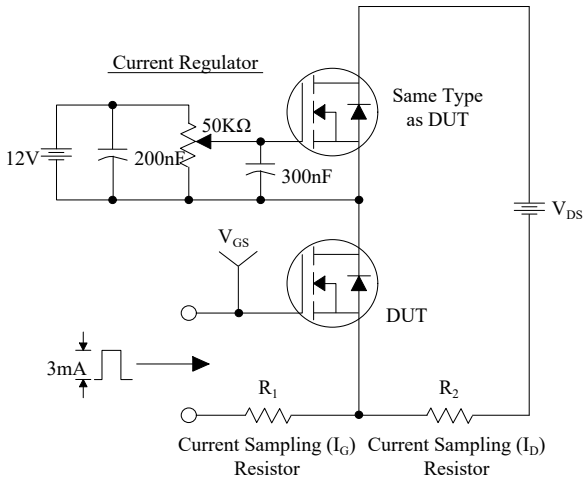 Current Regulator
Same Type
as DUT
50KΩ
12V
200nF
300nF
V_DS
V_GS
DUT
3mA
R_1
R_2
Current Sampling (I_G)
Resistor
Current Sampling (I_D)
Resistor